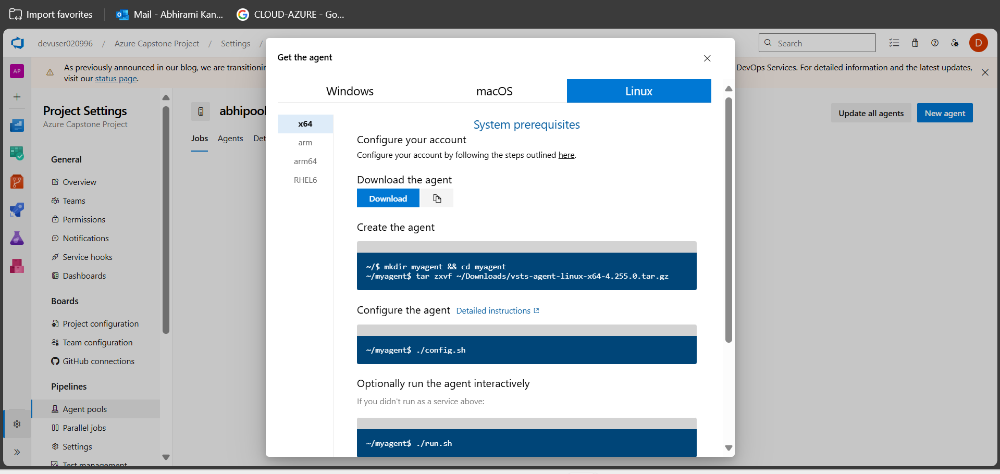 Import favorites
Mail - Abhirami Kan...
CLOUD-AZURE - Go...
devuser020996 / Azure Capstone Project / Settings /
Search
D
AP
As previously announced in our blog, we are transitionin
DevOps Services. For detailed information and the latest updates,
visit our status page.
Project Settings
Azure Capstone Project
General
Overview
Teams
Permissions
Notifications
Service hooks
Dashboards
Boards
Project configuration
Team configuration
GitHub connections
Pipelines
Agent pools
Parallel jobs
Settings
Test management
abhipool
Update all agents
New agent
Jobs
Agents
Det
Get the agent
Windows
macOS
Linux
x64
arm
arm64
RHEL6
System prerequisites
Configure your account
Configure your account by following the steps outlined here.
Download the agent
Download
Create the agent
~/$ mkdir myagent && cd myagent
~/myagent$ tar zxvf ~/Downloads/vsts-agent-linux-x64-4.255.0.tar.gz
Configure the agent Detailed instructions
~/myagent$ ./config.sh
Optionally run the agent interactively
If you didn't run as a service above:
~/myagent$ ./run.sh